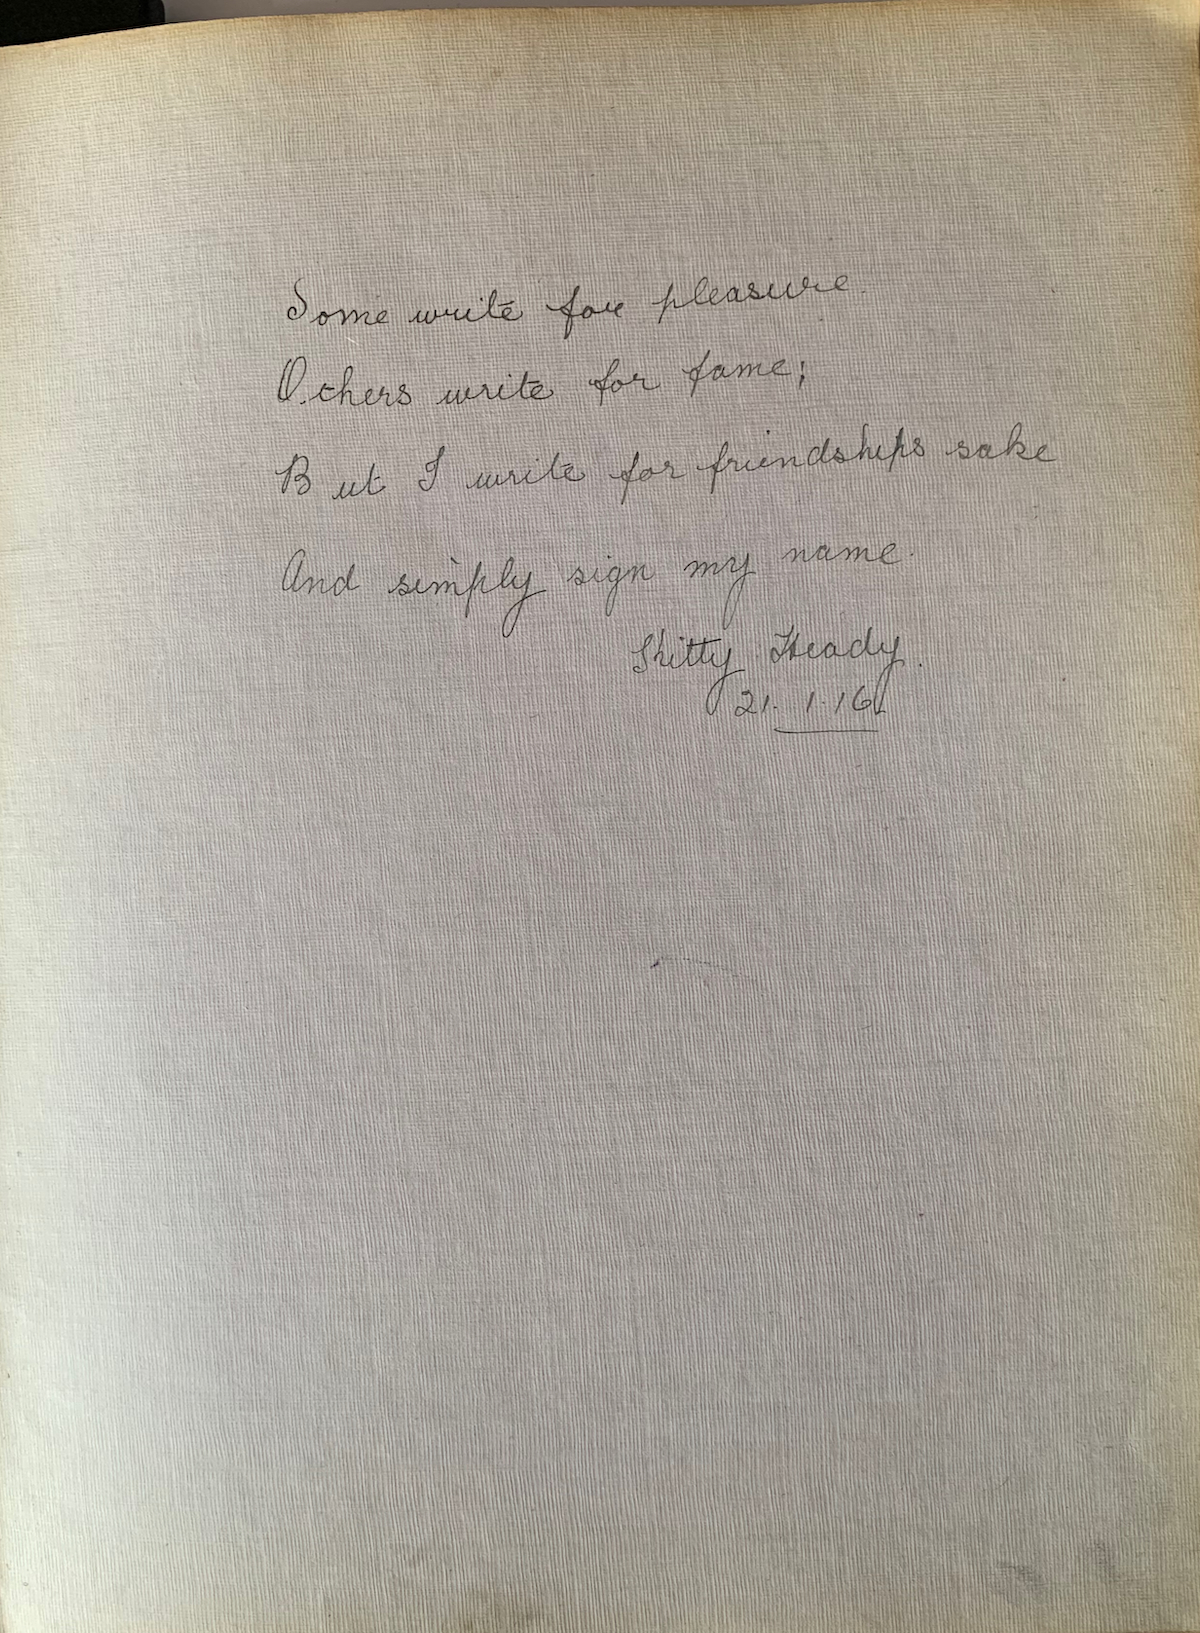 Some write for pleasure.
Others write for fame;
But I write for friendships sake
And simply sign my name.
Kitty Heady.
21.1.16.